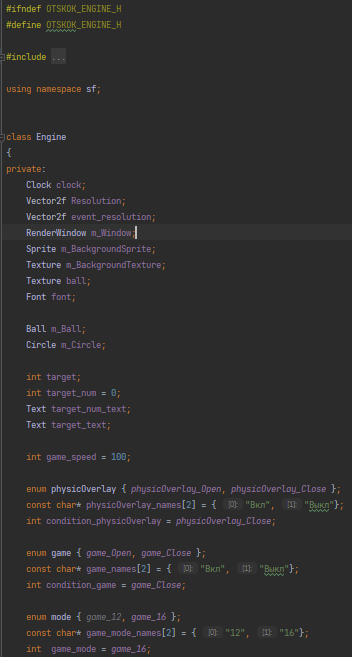 #ifndef OTSKOK_ENGINE_H
#define OTSKOK_ENGINE_H
#include ...
using namespace sf;
class Engine
{
private:
Clock clock;
Vector2f Resolution;
Vector2f event_resolution;
RenderWindow m_Window;
Sprite m_BackgroundSprite;
Texture m_BackgroundTexture;
Texture ball;
Font font;
Ball m_Ball;
Circle m_Circle;
int target;
int target_num = 0;
Text target_num_text;
Text target_text;
int game_speed = 100;
enum physicOverlay { physicOverlay_Open, physicOverlay_Close };
const char* physicOverlay_names[2] = { [0]: "Вкл", [1]: "Выкл"};
int condition_physicOverlay = physicOverlay_Close;
enum game { game_Open, game_Close };
const char* game_names[2] = { [0]: "Вкл", [1]: "Выкл"};
int condition_game = game_Close;
enum mode { game_12, game_16 };
const char* game_mode_names[2] = { [0]: "12", [1]: "16"};
int  game_mode = game_16;